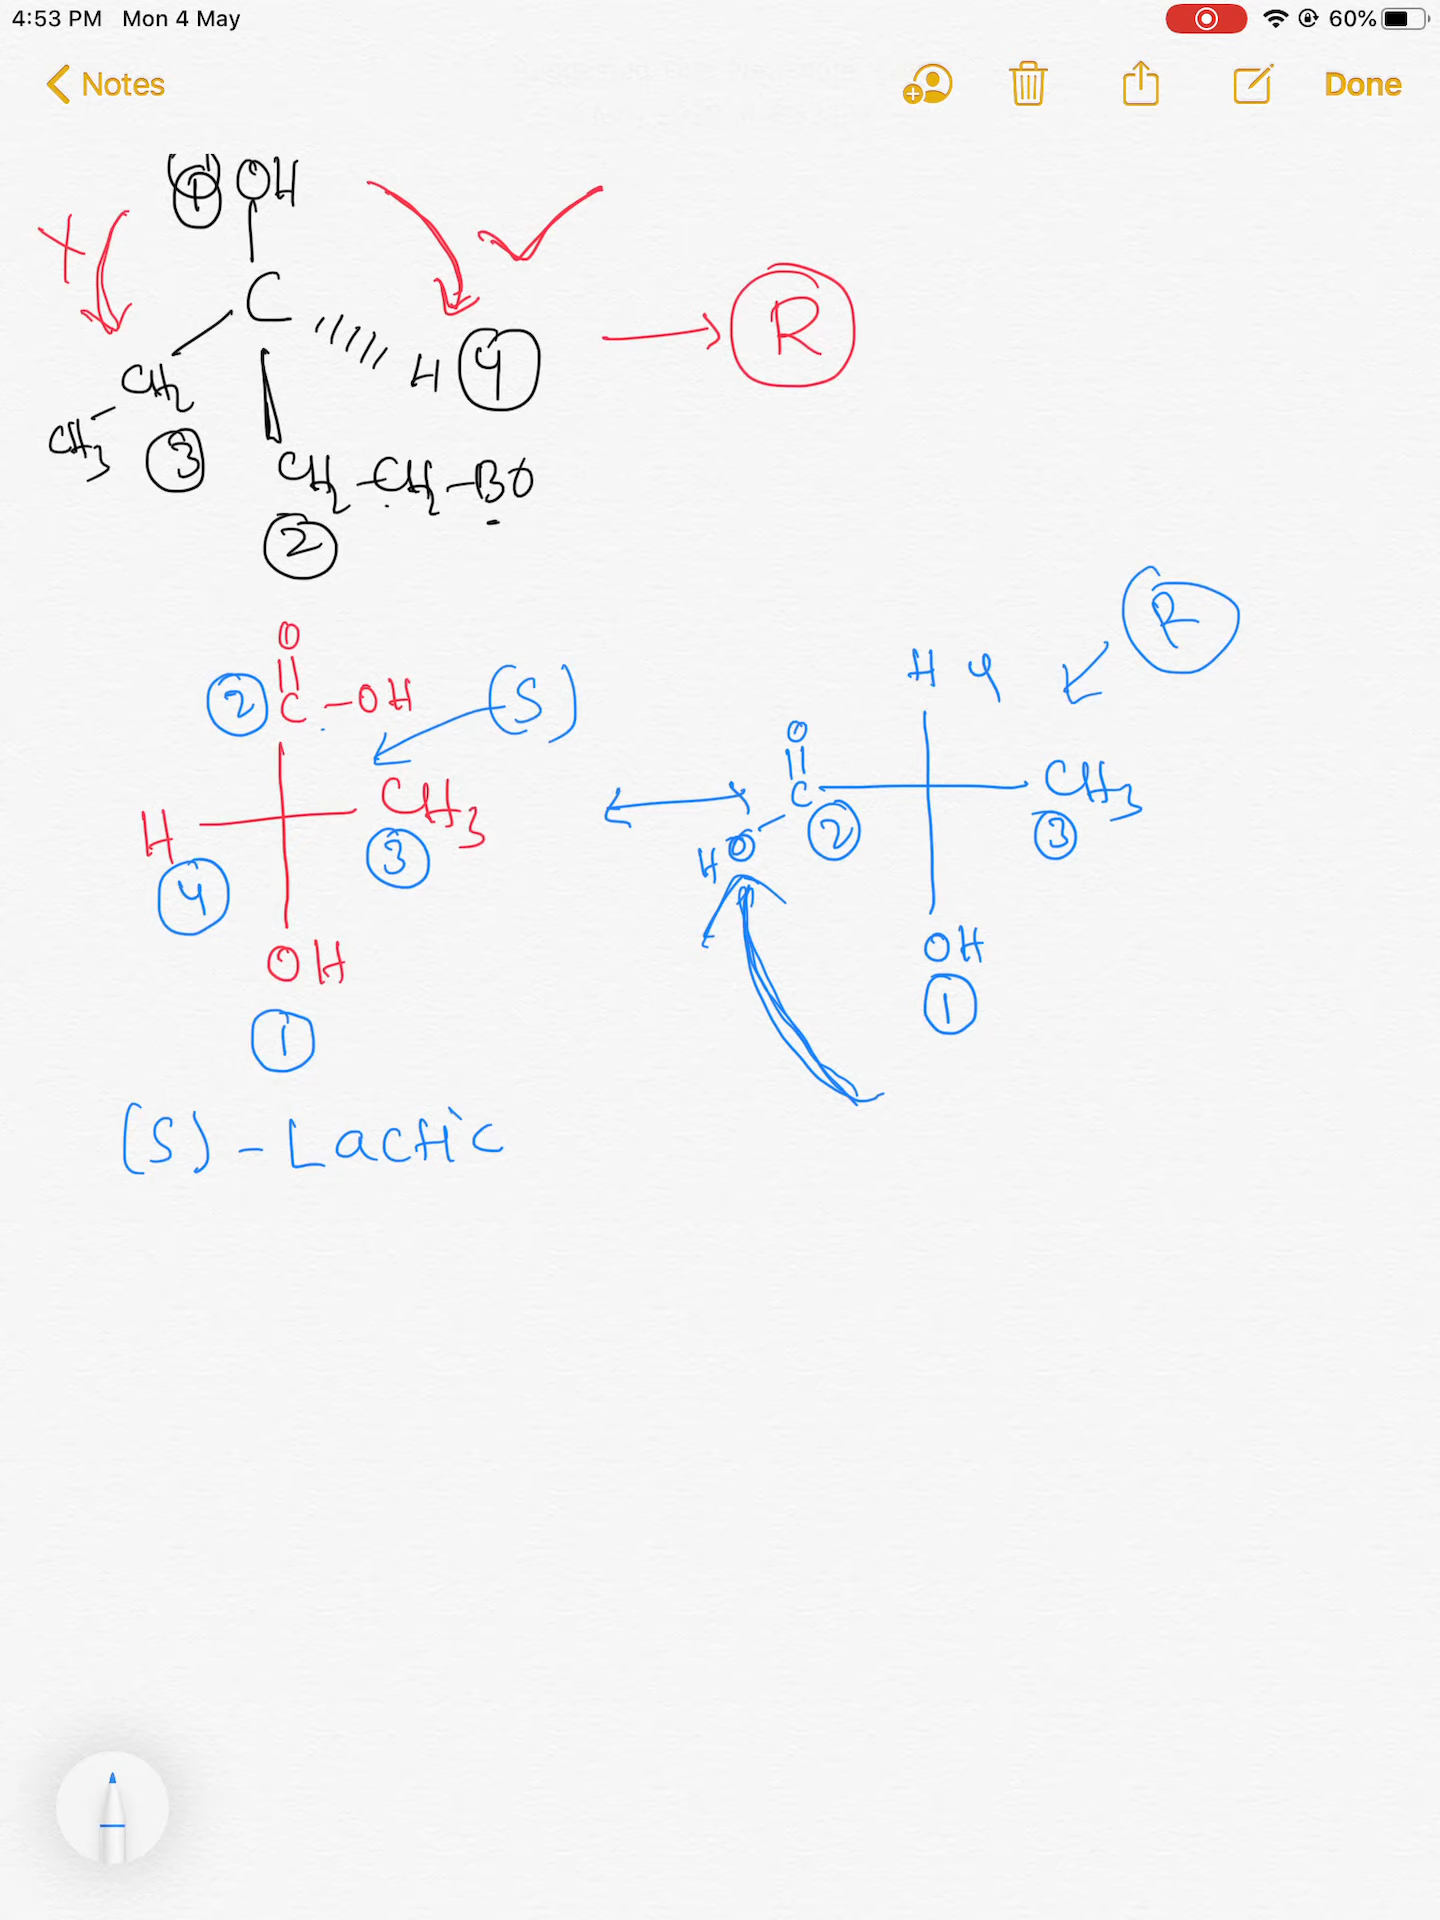 4:53 PM Mon 4 May 60%
Notes Done
1 OH
C
H 4
R
CH2
CH3 3
CH2-CH2-Br
2
O
2 C-OH
(S)
H CH3
4 3
OH
1
(S)-Lactic
R
H 4
O
C CH3
HO 2 3
OH
1